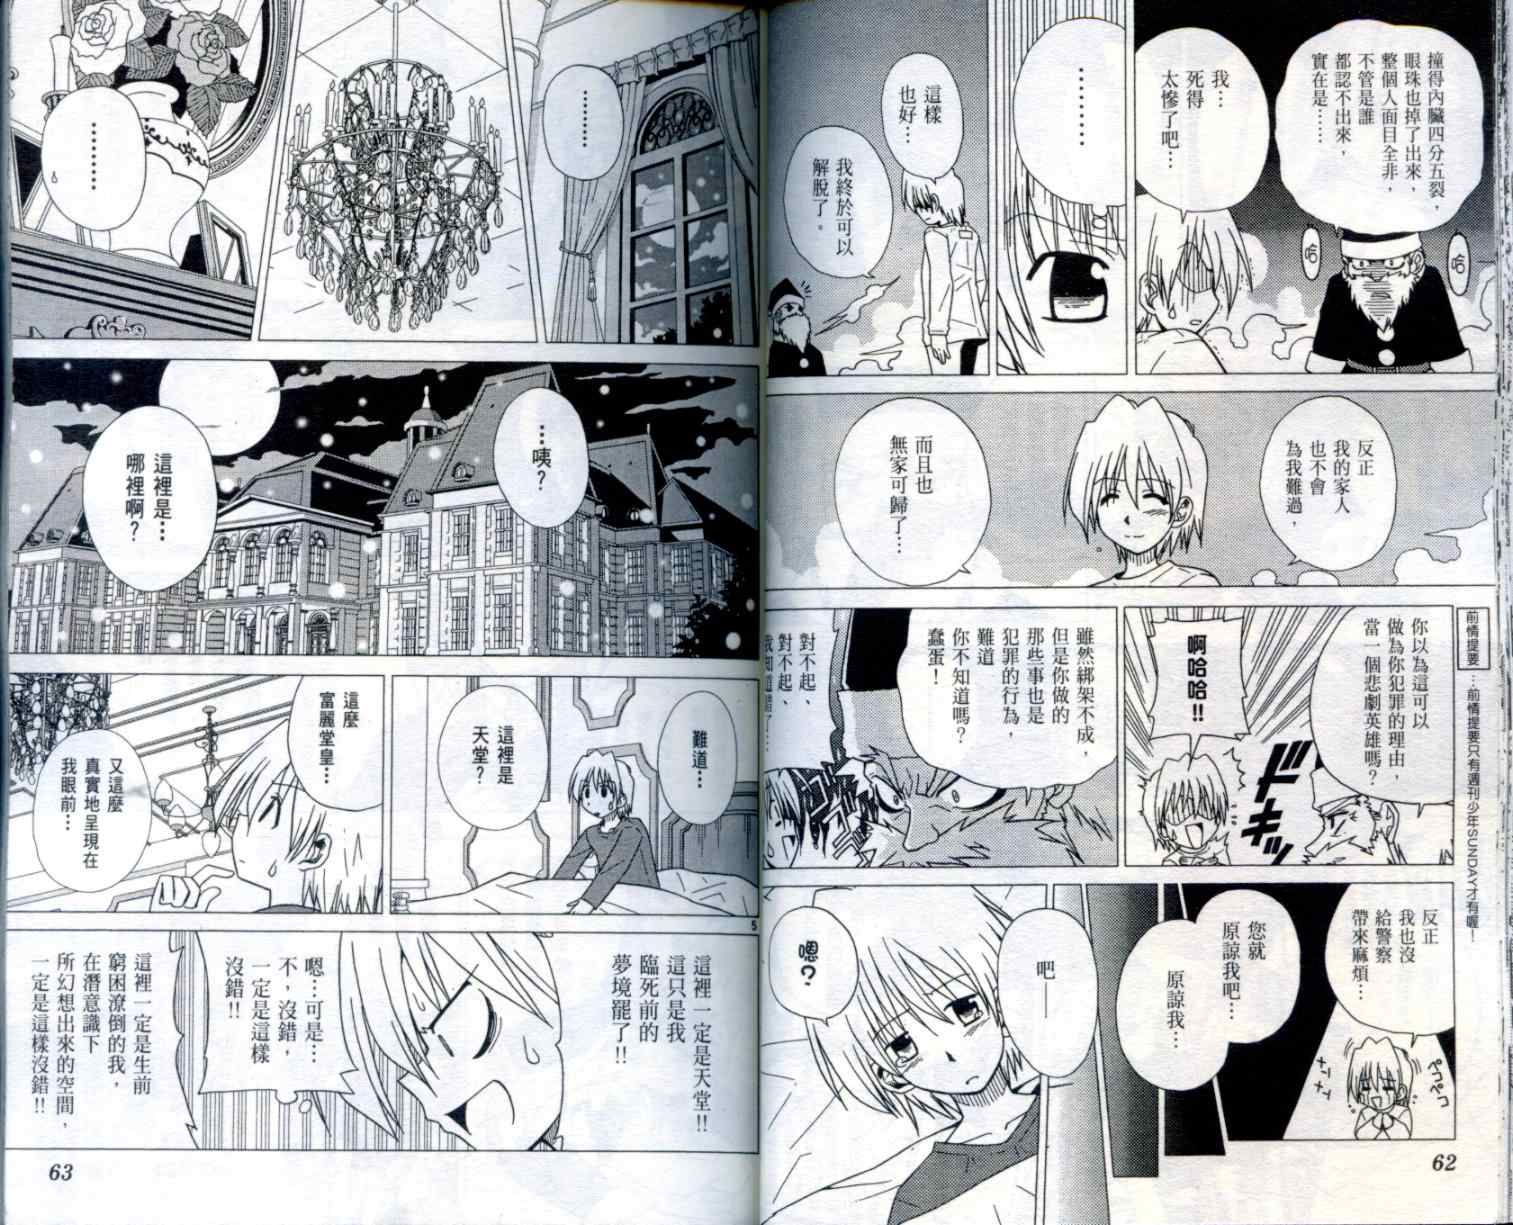 撞得內臟四分五裂，
眼珠也掉了出來，
整個人面目全非，
不管是誰
都認不出來，
實在是……
哈
哈
我…
死得
太慘了吧…
………
這樣
也好…
我終於可以
解脫了。
反正
我的家人
也不會
為我難過，
而且也
無家可歸了…
前情提要
…前情提要只有週刊少年SUNDAY才有喔！
你以為這可以
做為你犯罪的理由，
當一個悲劇英雄嗎？
啊哈哈!!
ドギン
雖然綁架不成，
但是你做的
那些事也是
犯罪的行為，
難道
你不知道嗎？
蠢蛋！
對不起、
對不起、
我知道錯了…
反正
我也沒
給警察
帶來麻煩…
ペコペコ
您就
原諒我吧…
原諒我…
吧——
嗯？
62
………
………
…咦？
這裡是…
哪裡啊？
難道…
這裡是
天堂？
這麼
富麗堂皇…
又這麼
真實地呈現在
我眼前…
5
這裡一定是天堂!!
這只是我
臨死前的
夢境罷了!!
嗯…可是…
不，沒錯，
一定是這樣
沒錯!!
這裡一定是生前
窮困潦倒的我，
在潛意識下
所幻想出來的空間，
一定是這樣沒錯!!
63